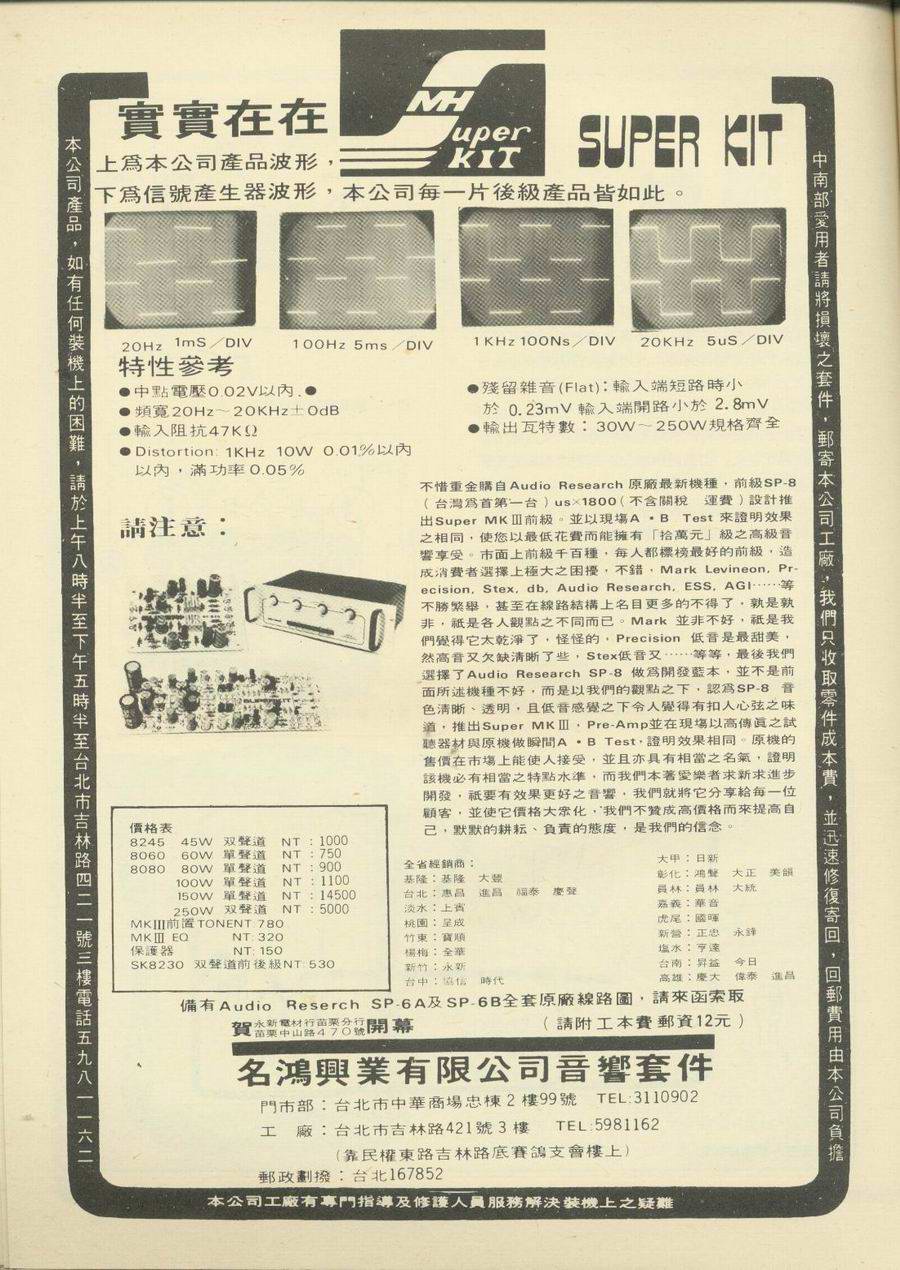 實實在在
MH
Super
KIT
SUPER KIT
上爲本公司產品波形，
下爲信號產生器波形，本公司每一片後級產品皆如此。
20Hz 1mS／DIV
100Hz 5ms／DIV
1KHz 100Ns／DIV
20KHz 5uS／DIV
特性參考
●中點電壓0.02V以內.●
●頻寬20Hz～20KHz±0dB
●輸入阻抗47KΩ
●Distortion: 1KHz 10W 0.01%以內
以內，滿功率0.05%
●殘留雜音(Flat)：輸入端短路時小
於 0.23mV 輸入端開路小於 2.8mV
●輸出瓦特數：30W～250W規格齊全
請注意：
不惜重金購自Audio Research 原廠最新機種，前級SP-8
（台灣爲首第一台）us×1800（不含關稅 運費）設計推
出Super MKⅢ前級。並以現場A・B Test 來證明效果
之相同，使您以最低花費而能擁有「拾萬元」級之高級音
響享受。市面上前級千百種，每人都標榜最好的前級，造
成消費者選擇上極大之困擾，不錯，Mark Levineon, Pr-
ecision, Stex, db, Audio Research, ESS, AGI……等
不勝繁舉，甚至在線路結構上名目更多的不得了，孰是孰
非，祇是各人觀點之不同而已。Mark 並非不好，祇是我
們覺得它太乾淨了，怪怪的，Precision 低音是最甜美，
然高音又欠缺清晰了些，Stex低音又……等等，最後我們
選擇了Audio Research SP-8 做爲開發藍本，並不是前
面所述機種不好，而是以我們的觀點之下，認爲SP-8 音
色清晰、透明，且低音感覺之下令人覺得有扣人心弦之味
道，推出Super MKⅢ，Pre-Amp並在現場以高傳眞之試
聽器材與原機做瞬間A・B Test，證明效果相同。原機的
售價在市場上能使人接受，並且亦具有相當之名氣，證明
該機必有相當之特點水準，而我們本著愛樂者求新求進步
開發，祇要有效果更好之音響，我們就將它分享給每一位
顧客，並使它價格大衆化，我們不贊成高價格而來提高自
己，默默的耕耘、負責的態度，是我們的信念。
價格表
8245 45W 双聲道 NT：1000
8060 60W 單聲道 NT：750
8080 80W 單聲道 NT：900
100W 單聲道 NT：1100
150W 單聲道 NT：14500
250W 双聲道 NT：5000
MKⅢ前置TONENT:780
MKⅢ EQ NT:320
保護器 NT:150
SK8230 双聲道前後級NT:530
全省經銷商：
基隆：基隆 大豐
台北：惠昌 進昌 福泰 慶聲
淡水：上賓
桃園：呈成
竹東：寶順
楊梅：全華
新竹：永新
台中：協信 時代
大甲：日新
彰化：鴻聲 大正 美韻
員林：員林 大統
嘉義：華音
虎尾：國暉
新營：正忠 永鋒
塩水：亨達
台南：昇益 今日
高雄：慶大 偉泰 進昌
備有Audio Reserch SP-6A及SP-6B全套原廠線路圖，請來函索取
賀 永新電材行苗栗分行 開幕
苗栗中山路470號
（請附工本費郵資12元）
名鴻興業有限公司音響套件
門市部：台北市中華商場忠棟2樓99號 TEL:3110902
工 廠：台北市吉林路421號3樓 TEL:5981162
（靠民權東路吉林路底賽鴿支會樓上）
郵政劃撥：台北167852
本公司工廠有專門指導及修護人員服務解決裝機上之疑難
本公司產品，如有任何裝機上的困難，請於上午八時半至下午五時半至台北市吉林路四二一號三樓電話五九八一一六二
中南部愛用者請將損壞之套件，郵寄本公司工廠，我們只收取零件成本費，並迅速修復寄回，回郵費用由本公司負擔